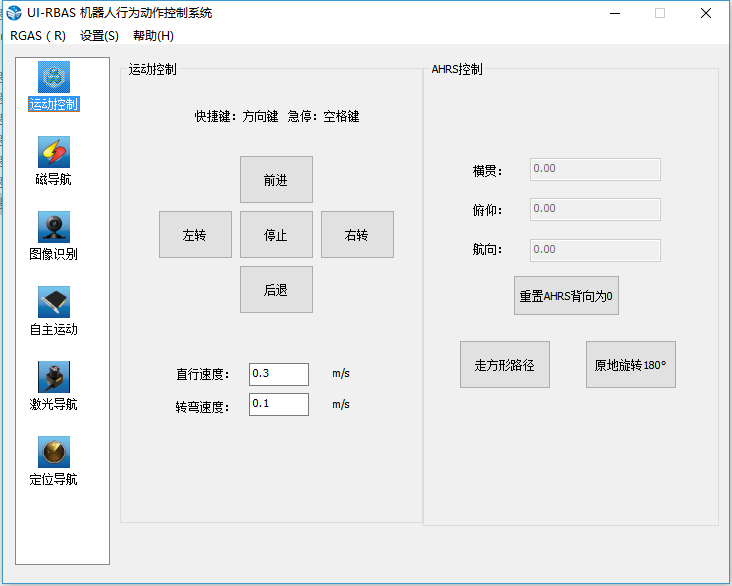 UI-RBAS 机器人行为动作控制系统
RGAS ( R) 设置(S) 帮助(H)
运动控制
磁导航
图像识别
自主运动
激光导航
定位导航
运动控制
快捷键：方向键 急停：空格键
前进
左转 停止 右转
后退
直行速度： 0.3 m/s
转弯速度： 0.1 m/s
AHRS控制
横贯： 0.00
俯仰： 0.00
航向： 0.00
重置AHRS背向为0
走方形路径 原地旋转180°